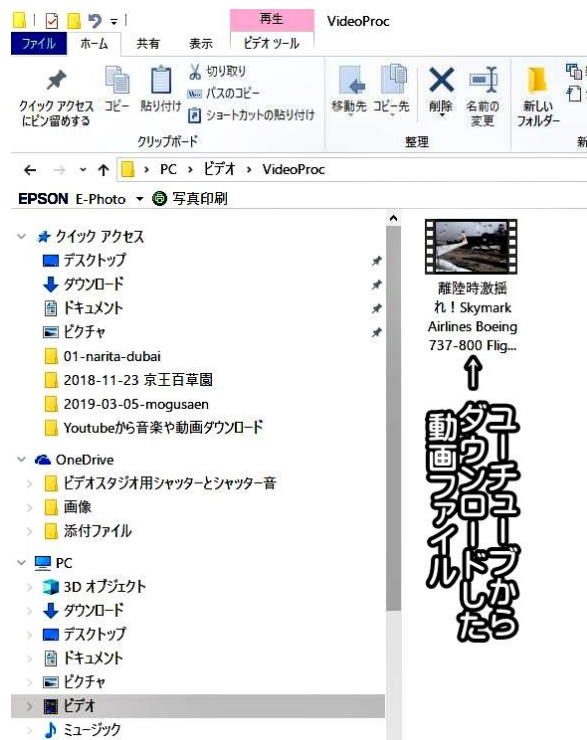 再生
VideoProc
ファイル ホーム 共有 表示 ビデオ ツール
クイック アクセス
にピン留めする
コピー
貼り付け
切り取り
パスのコピー
ショートカットの貼り付け
クリップボード
移動先 コピー先 削除 名前の
変更
整理
新しい
フォルダー
新
PC › ビデオ › VideoProc
EPSON E-Photo 写真印刷
クイック アクセス
デスクトップ
ダウンロード
ドキュメント
ピクチャ
01-narita-dubai
2018-11-23 京王百草園
2019-03-05-mogusaen
Youtubeから音楽や動画ダウンロード
OneDrive
ビデオスタジオ用シャッターとシャッター音
画像
添付ファイル
PC
3D オブジェクト
ダウンロード
デスクトップ
ドキュメント
ピクチャ
ビデオ
ミュージック
離陸時激揺
れ！Skymark
Airlines Boeing
737-800 Flig...
↑
ユーチューブから
ダウンロードした
動画ファイル